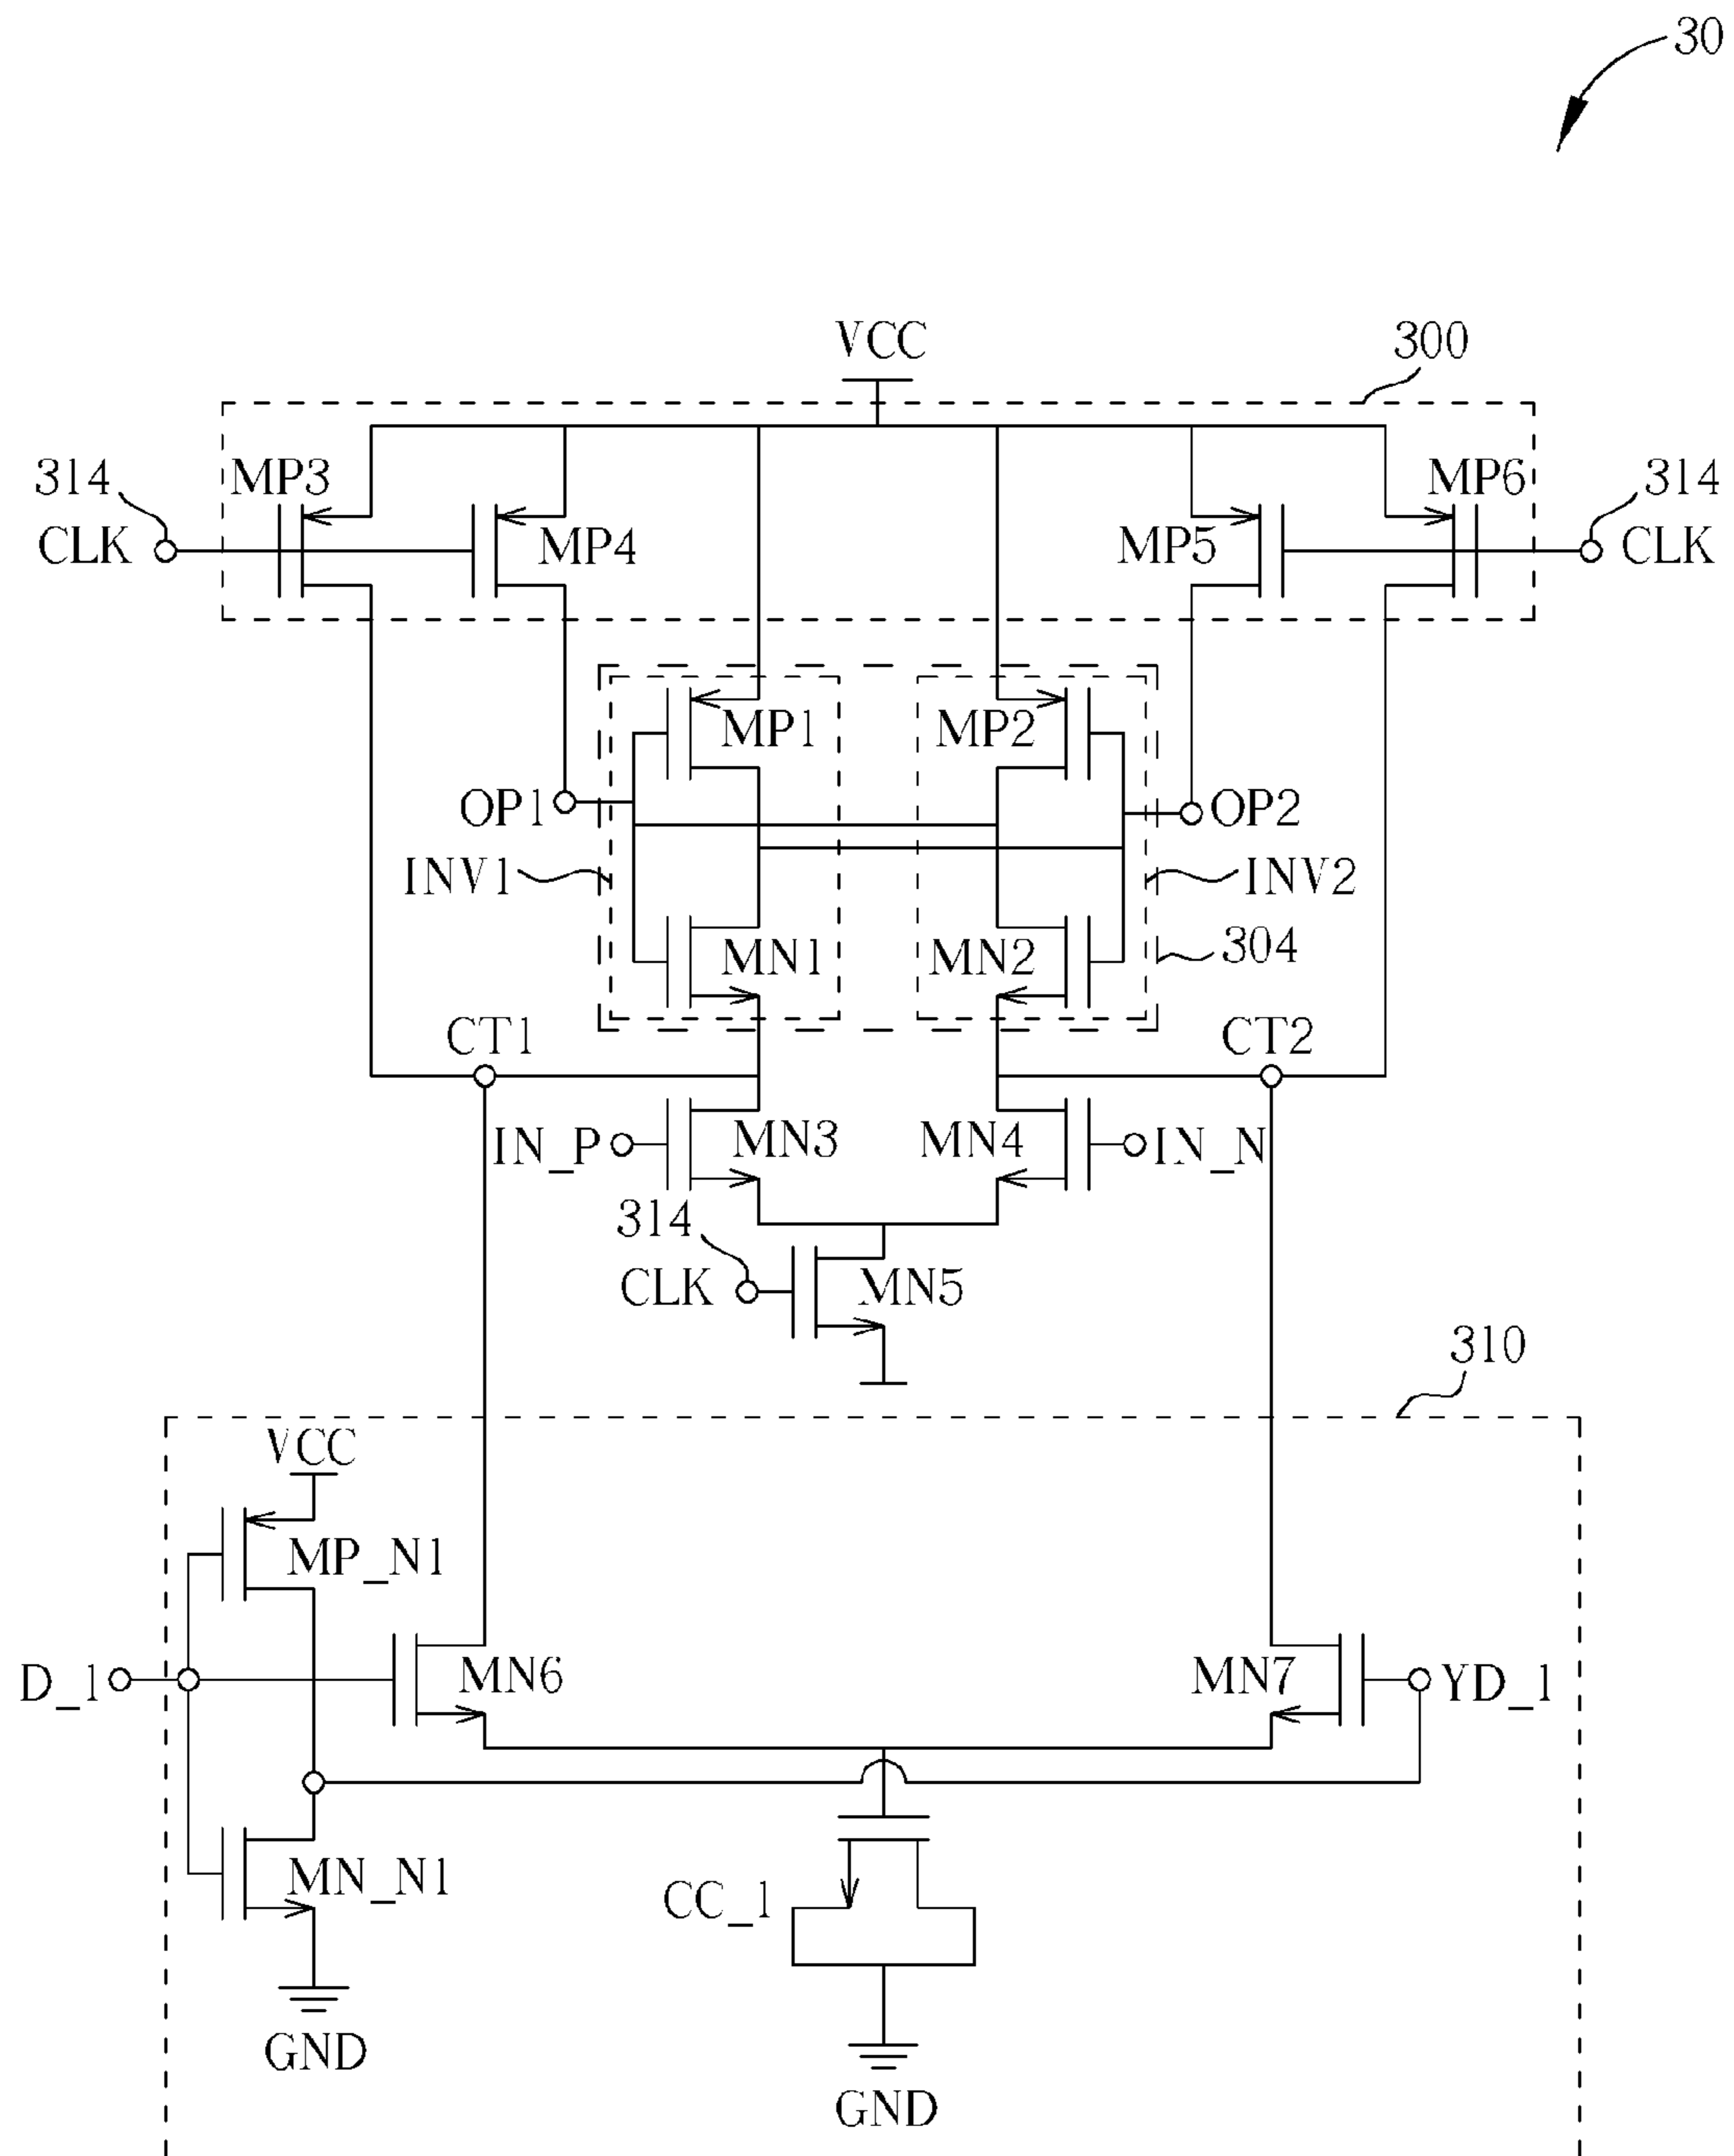 30
VCC
300
314
MP3
MP6
314
CLK
MP4
MP5
CLK
MP1
MP2
OP1
OP2
INV1
INV2
MN1
MN2
304
CT1
CT2
IN_P
MN3
MN4
IN_N
314
CLK
MN5
310
VCC
MP_N1
D_1
MN6
MN7
YD_1
MN_N1
CC_1
GND
GND